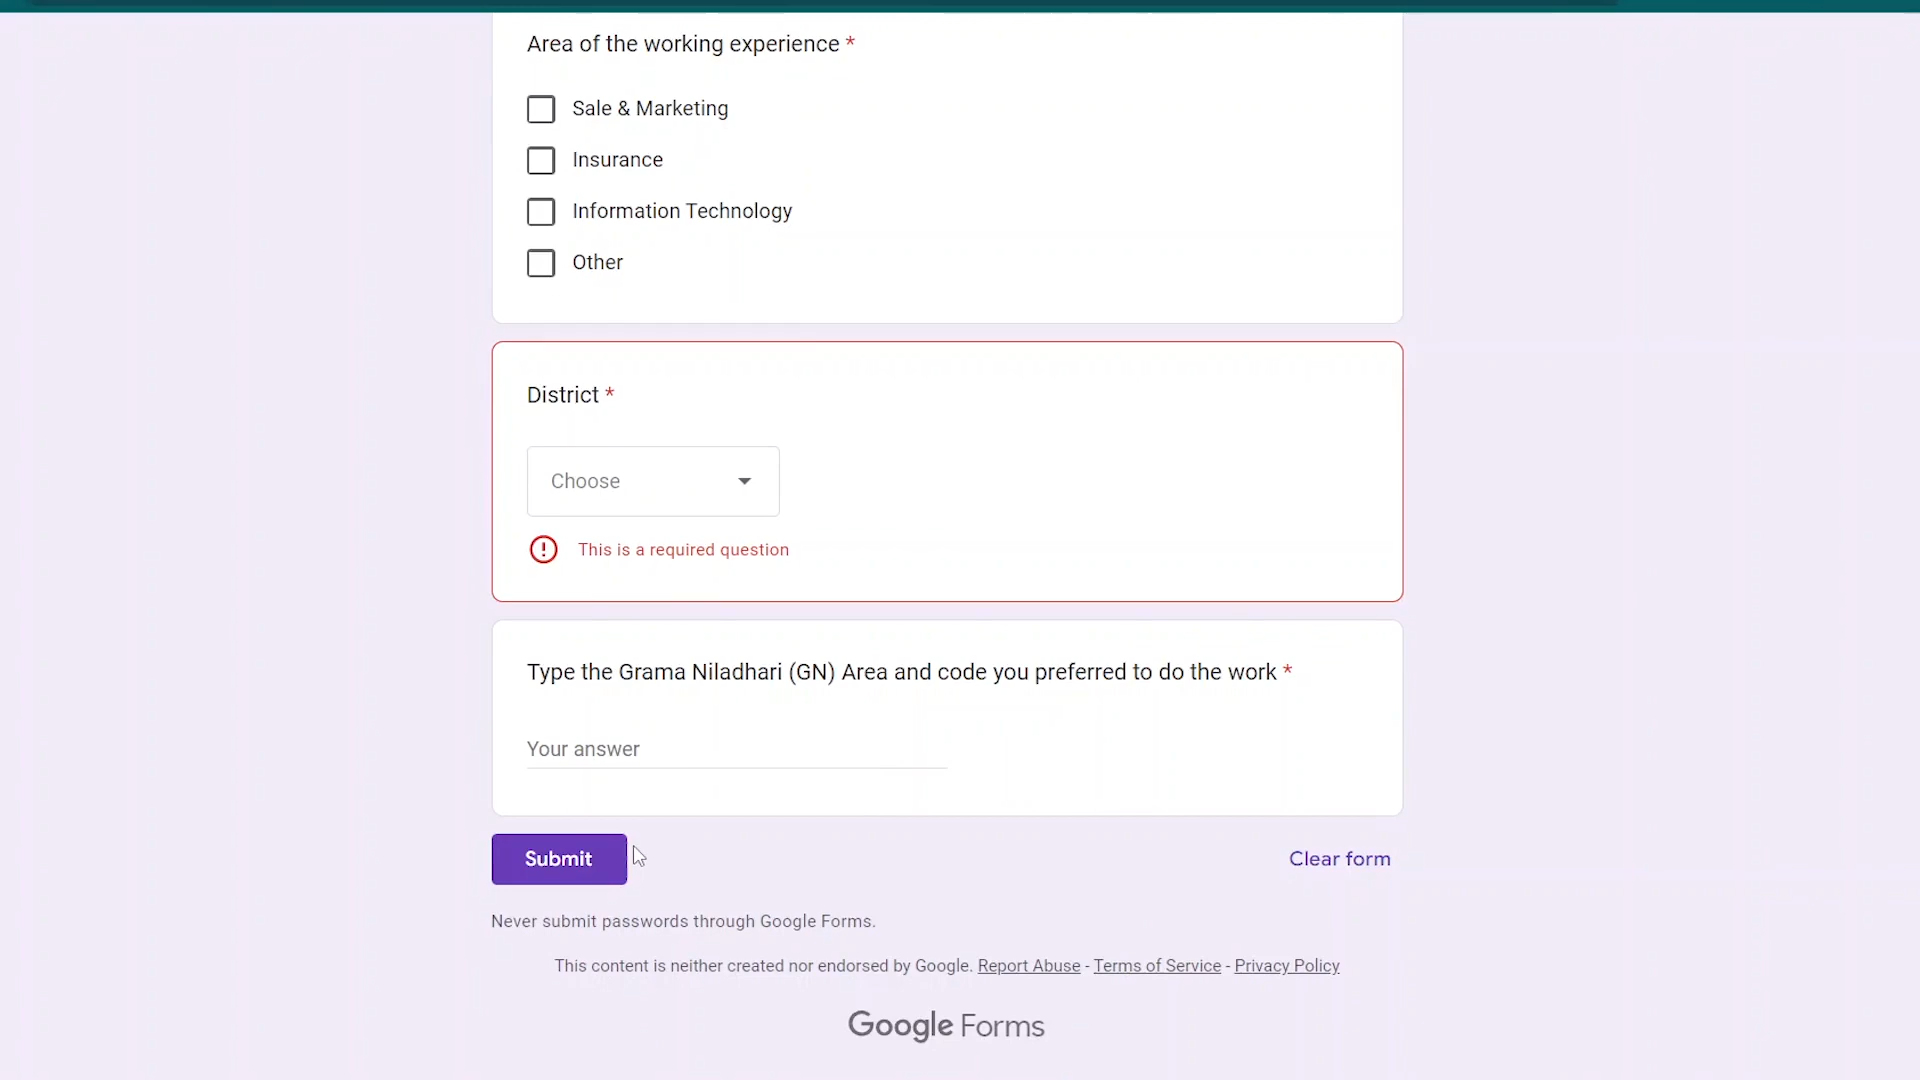 Area of the working experience *
Sale & Marketing
Insurance
Information Technology
Other
District *
Choose
This is a required question
Type the Grama Niladhari (GN) Area and code you preferred to do the work *
Your answer
Submit
Clear form
Never submit passwords through Google Forms.
This content is neither created nor endorsed by Google. Report Abuse - Terms of Service - Privacy Policy
Google Forms